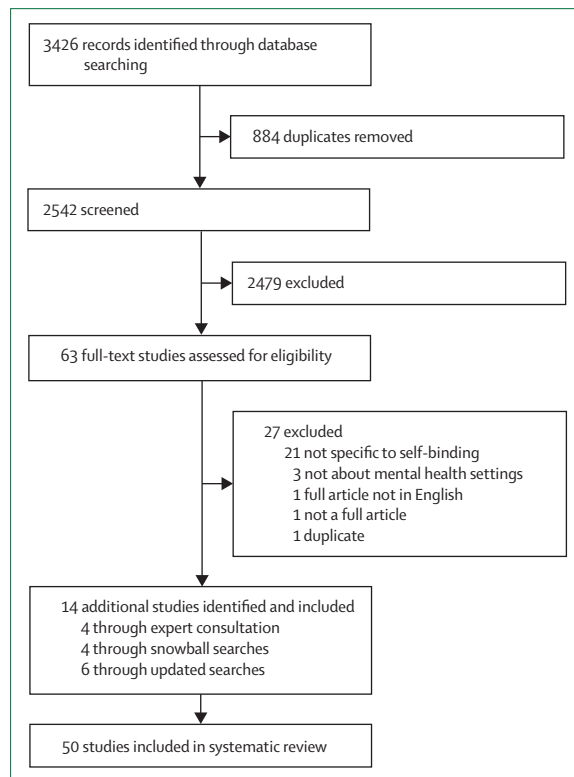 3426 records identified through database
searching
884 duplicates removed
2542 screened
2479 excluded
63 full-text studies assessed for eligibility
27 excluded
21 not specific to self-binding
3 not about mental health settings
1 full article not in English
1 not a full article
1 duplicate
14 additional studies identified and included
4 through expert consultation
4 through snowball searches
6 through updated searches
50 studies included in systematic review